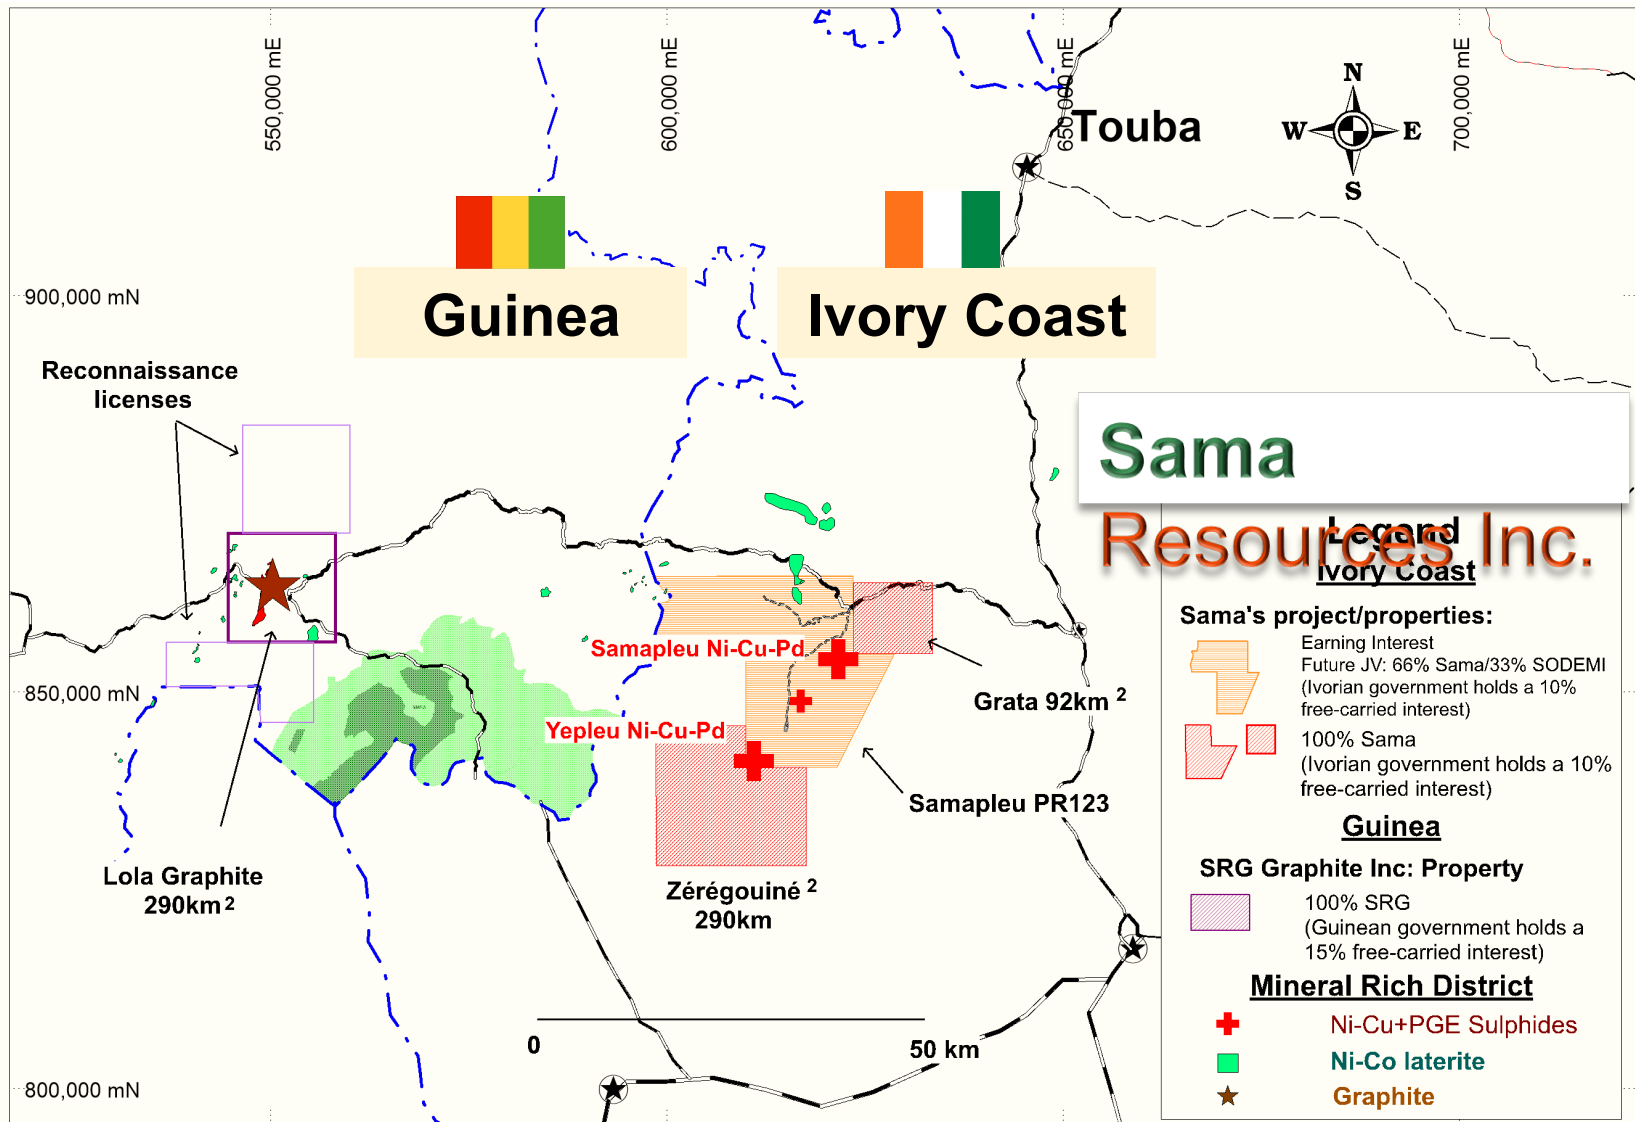 550,000 mE
600,000 mE
650,000 mE
700,000 mE
N
W E
S
Touba
Guinea
Ivory Coast
900,000 mN
Reconnaissance
licenses
Sama
Resources Inc.
Legend
Ivory Coast
Sama's project/properties:
Earning Interest
Future JV: 66% Sama/33% SODEMI
(Ivorian government holds a 10%
free-carried interest)
100% Sama
(Ivorian government holds a 10%
free-carried interest)
Guinea
SRG Graphite Inc: Property
100% SRG
(Guinean government holds a
15% free-carried interest)
Mineral Rich District
Ni-Cu+PGE Sulphides
Ni-Co laterite
Graphite
Samapleu Ni-Cu-Pd
850,000 mN
Grata 92km 2
Yepleu Ni-Cu-Pd
Samapleu PR123
Lola Graphite
290km 2
Zérégouiné 2
290km
0
50 km
800,000 mN